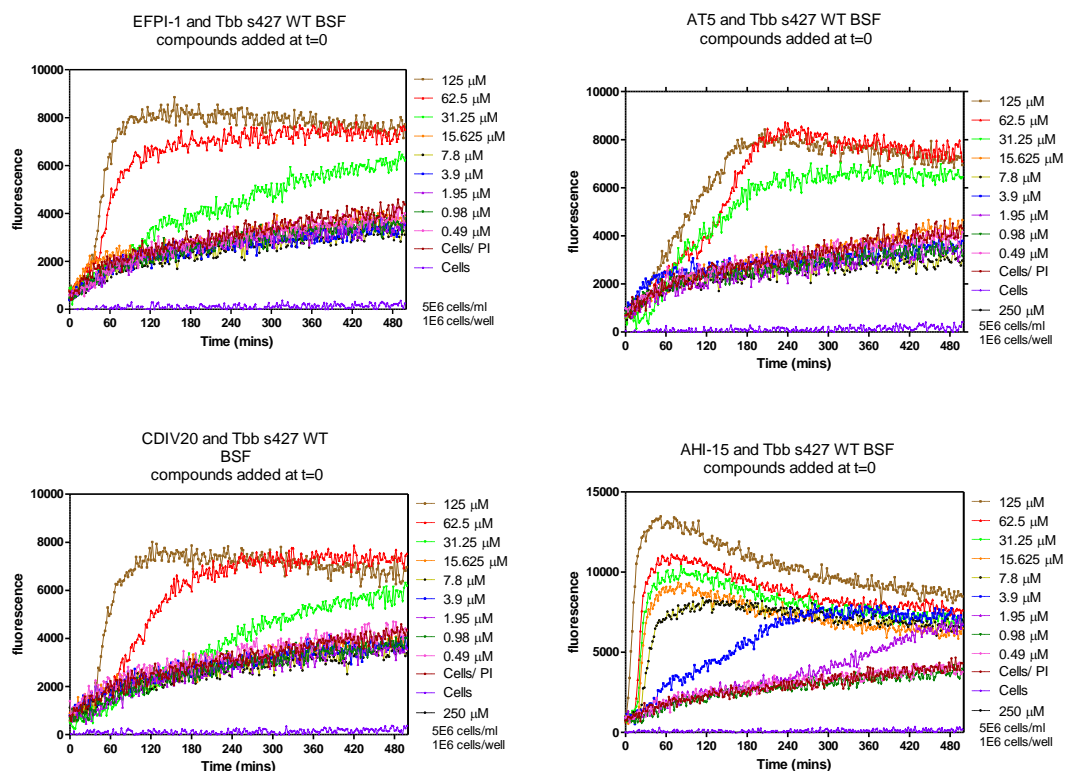 EFPI-1 and Tbb s427 WT BSF
compounds added at t=0
10000
8000
6000
4000
2000
0
fluorescence
0 60 120 180 240 300 360 420 480
Time (mins)
125 μM
62.5 μM
31.25 μM
15.625 μM
7.8 μM
3.9 μM
1.95 μM
0.98 μM
0.49 μM
Cells/ PI
Cells
5E6 cells/ml
1E6 cells/well
AT5 and Tbb s427 WT BSF
compounds added at t=0
10000
8000
6000
4000
2000
0
fluorescence
0 60 120 180 240 300 360 420 480
Time (mins)
125 μM
62.5 μM
31.25 μM
15.625 μM
7.8 μM
3.9 μM
1.95 μM
0.98 μM
0.49 μM
Cells/ PI
Cells
250 μM
5E6 cells/ml
1E6 cells/well
CDIV20 and Tbb s427 WT
BSF
compounds added at t=0
10000
8000
6000
4000
2000
0
fluorescence
0 60 120 180 240 300 360 420 480
Time (mins)
125 μM
62.5 μM
31.25 μM
15.625 μM
7.8 μM
3.9 μM
1.95 μM
0.98 μM
0.49 μM
Cells/ PI
Cells
250 μM
5E6 cells/ml
1E6 cells/well
AHI-15 and Tbb s427 WT BSF
compounds added at t=0
15000
10000
5000
0
fluorescence
0 60 120 180 240 300 360 420 480
Time (mins)
125 μM
62.5 μM
31.25 μM
15.625 μM
7.8 μM
3.9 μM
1.95 μM
0.98 μM
0.49 μM
Cells/ PI
Cells
250 μM
5E6 cells/ml
1E6 cells/well